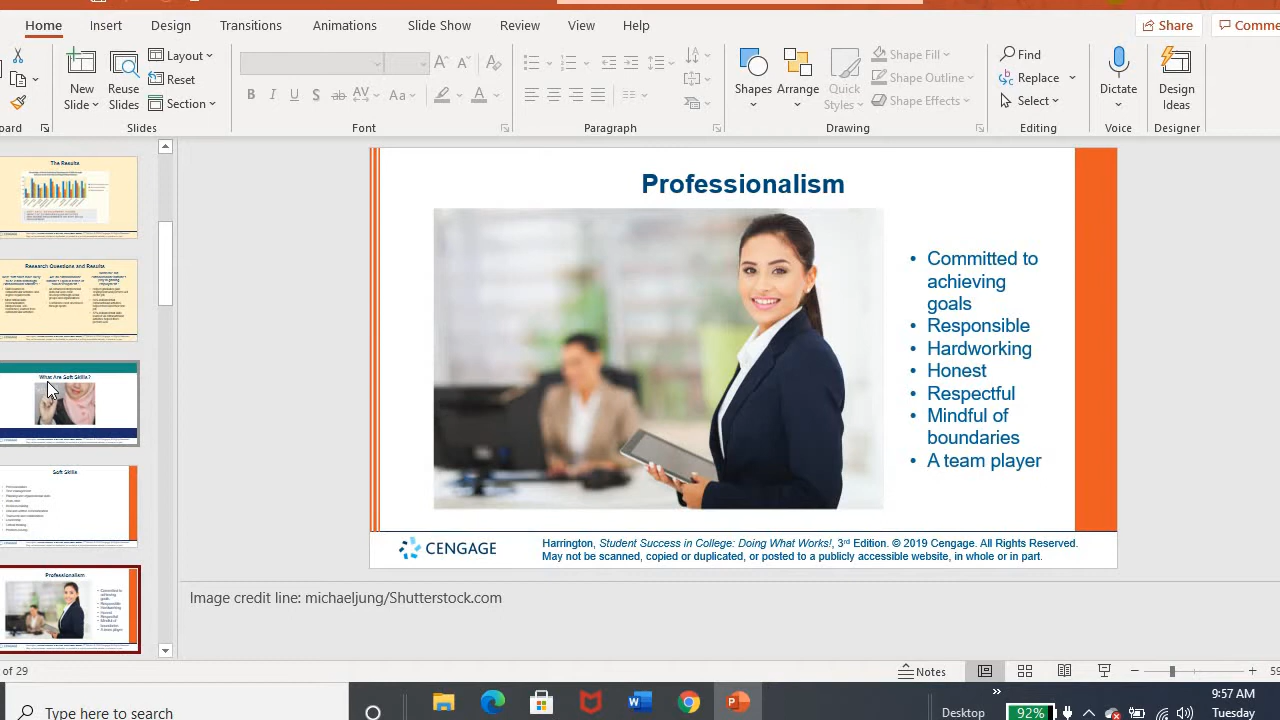 Home Insert Design Transitions Animations Slide Show Review View Help Share Comme
New Slide Reuse Slides Layout Reset Section
Aa
Shapes Arrange Quick Styles Shape Fill Shape Outline Shape Effects
Find Replace Select
Dictate Design Ideas
oard Slides Font Paragraph Drawing Editing Voice Designer
The Results
Research Questions and Results
What Are Soft Skills?
Soft Skills
Professionalism
Professionalism
• Committed to
achieving
goals
• Responsible
• Hardworking
• Honest
• Respectful
• Mindful of
boundaries
• A team player
CENGAGE
Harrington, Student Success in College: Doing What Works!, 3rd Edition. © 2019 Cengage. All Rights Reserved.
May not be scanned, copied or duplicated, or posted to a publicly accessible website, in whole or in part.
Image credit line: michaeljung/Shutterstock.com
of 29 Notes 59
Type here to search
Desktop 92%
9:57 AM
Tuesday